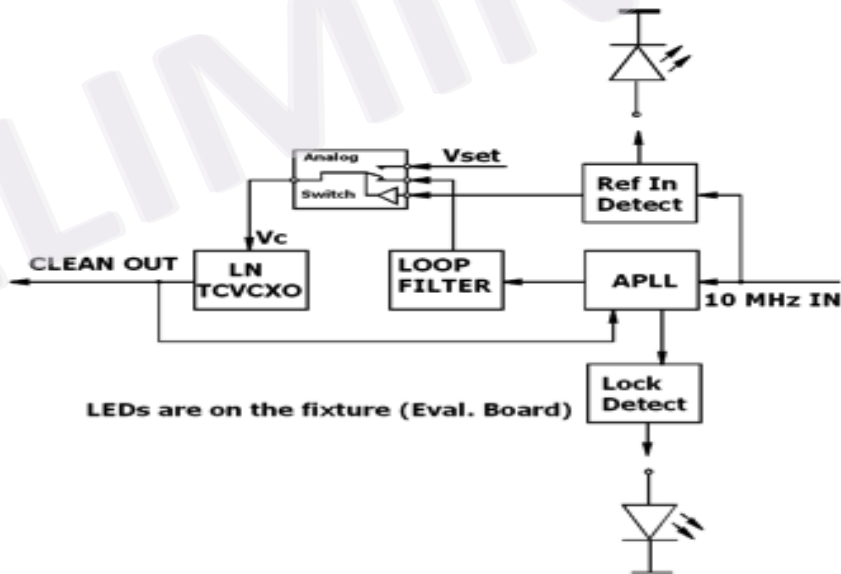 LIMIN
Analog
Switch
Vset
Ref In
Detect
Vc
CLEAN OUT
LN
TCVCXO
LOOP
FILTER
APLL
10 MHz IN
Lock
Detect
LEDs are on the fixture (Eval. Board)